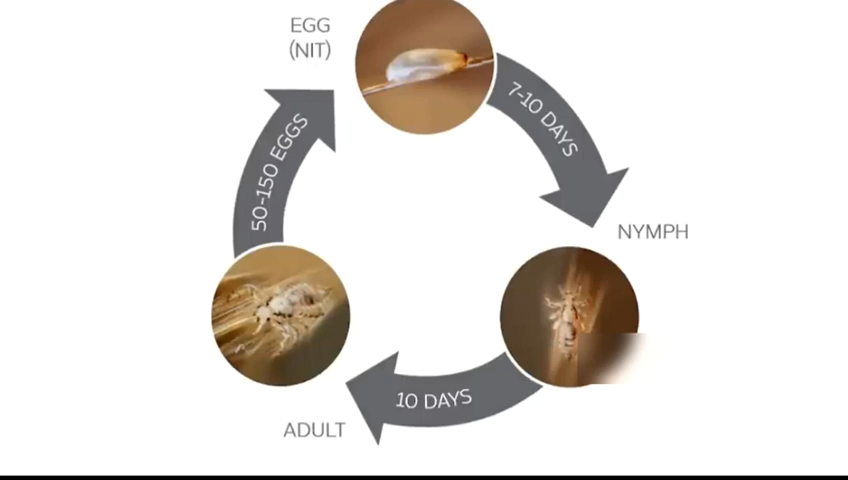 EGG
(NIT)
7-10 DAYS
50-150 EGGS
NYMPH
10 DAYS
ADULT